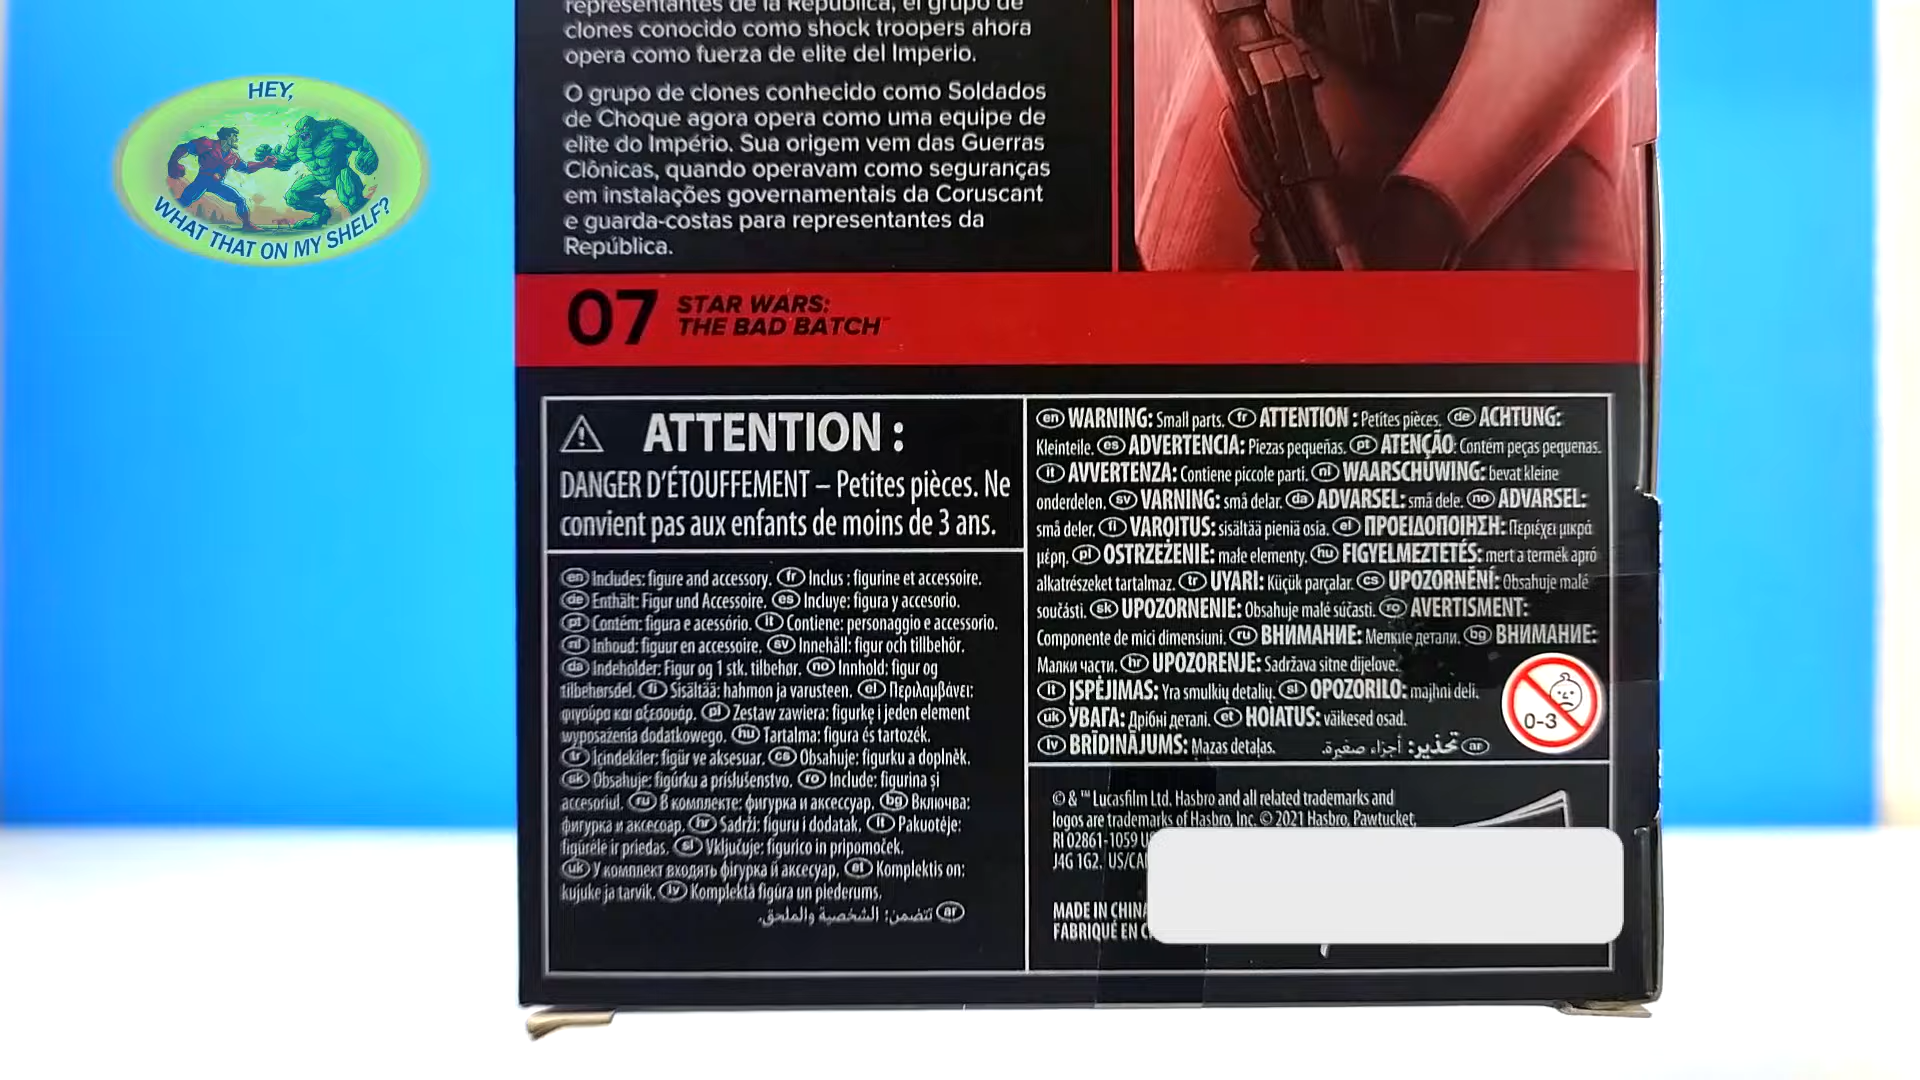 HEY,
WHAT THAT ON MY SHELF?
representantes de la República, el grupo de
clones conocido como shock troopers ahora
opera como fuerza de elite del Imperio.
O grupo de clones conhecido como Soldados
de Choque agora opera como uma equipe de
elite do Império. Sua origem vem das Guerras
Clônicas, quando operavam como seguranças
em instalações governamentais da Coruscant
e guarda-costas para representantes da
República.
07 STAR WARS:
THE BAD BATCH™
ATTENTION :
DANGER D'ÉTOUFFEMENT – Petites pièces. Ne
convient pas aux enfants de moins de 3 ans.
en Includes: figure and accessory. fr Inclus : figurine et accessoire.
de Enthält: Figur und Accessoire. es Incluye: figura y accesorio.
pt Contém: figura e acessório. it Contiene: personaggio e accessorio.
nl Inhoud: figuur en accessoire. sv Innehåll: figur och tillbehör.
da Indeholder: Figur og 1 stk. tilbehør. no Innhold: figur og
tilbehørsdel. fi Sisältää: hahmon ja varusteen. el Περιλαμβάνει:
φιγούρα και αξεσουάρ. pl Zestaw zawiera: figurkę i jeden element
wyposażenia dodatkowego. hu Tartalma: figura és tartozék.
tr İçindekiler: figür ve aksesuar. cs Obsahuje: figurku a doplněk.
sk Obsahuje: figúrku a príslušenstvo. ro Include: figurina și
accesoriul. ru В комплекте: фигурка и аксессуар. bg Включва:
фигурка и аксесоар. hr Sadrži: figuru i dodatak. lt Pakuotėje:
figūrėlė ir priedas. sl Vključuje: figurico in pripomoček.
uk У комплект входять фігурка й аксесуар. et Komplektis on:
kujuke ja tarvik. lv Komplektā figūra un piederums.
ar تتضمن: الشخصية والملحق.
en WARNING: Small parts. fr ATTENTION : Petites pièces. de ACHTUNG:
Kleinteile. es ADVERTENCIA: Piezas pequeñas. pt ATENÇÃO: Contém peças pequenas.
it AVVERTENZA: Contiene piccole parti. nl WAARSCHUWING: bevat kleine
onderdelen. sv VARNING: små delar. da ADVARSEL: små dele. no ADVARSEL:
små deler. fi VAROITUS: sisältää pieniä osia. el ΠΡΟΕΙΔΟΠΟΙΗΣΗ: Περιέχει μικρά
μέρη. pl OSTRZEŻENIE: małe elementy. hu FIGYELMEZTETÉS: mert a termék apró
alkatrészeket tartalmaz. tr UYARI: Küçük parçalar. cs UPOZORNĚNÍ: Obsahuje malé
součásti. sk UPOZORNENIE: Obsahuje malé súčasti. ro AVERTISMENT:
Componente de mici dimensiuni. ru ВНИМАНИЕ: Мелкие детали. bg ВНИМАНИЕ:
Малки части. hr UPOZORENJE: Sadržava sitne dijelove.
lt ĮSPĖJIMAS: Yra smulkių detalių. sl OPOZORILO: majhni deli.
uk УВАГА: Дрібні деталі. et HOIATUS: väikesed osad.
lv BRĪDINĀJUMS: Mazas detaļas. ar تحذير: أجزاء صغيرة.
0-3
© & ™ Lucasfilm Ltd. Hasbro and all related trademarks and
logos are trademarks of Hasbro, Inc. © 2021 Hasbro, Pawtucket,
RI 02861-1059
J4G 1G2.
MADE IN CHINA
FABRIQUÉ EN